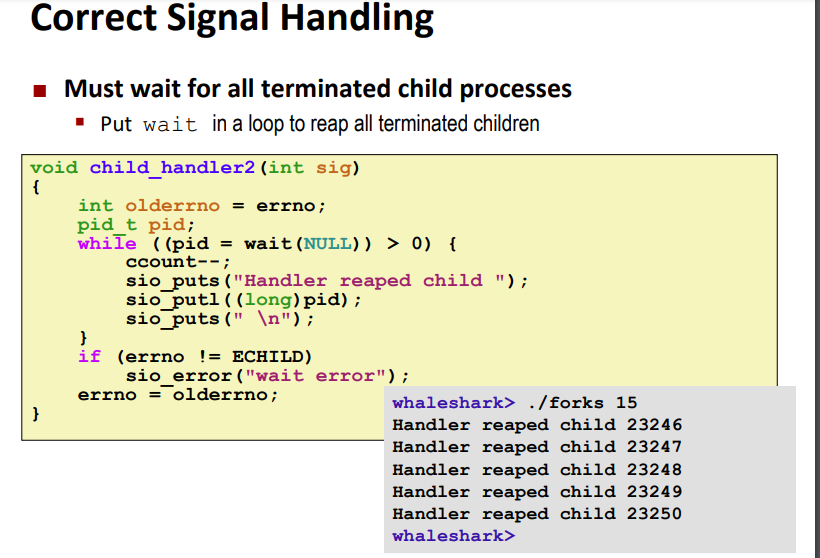 Correct Signal Handling
Must wait for all terminated child processes
Put wait in a loop to reap all terminated children
void child_handler2(int sig)
{
    int olderrno = errno;
    pid_t pid;
    while ((pid = wait(NULL)) > 0) {
        ccount--;
        sio_puts("Handler reaped child ");
        sio_putl((long)pid);
        sio_puts(" \n");
    }
    if (errno != ECHILD)
        sio_error("wait error");
    errno = olderrno;
}
whaleshark> ./forks 15
Handler reaped child 23246
Handler reaped child 23247
Handler reaped child 23248
Handler reaped child 23249
Handler reaped child 23250
whaleshark>